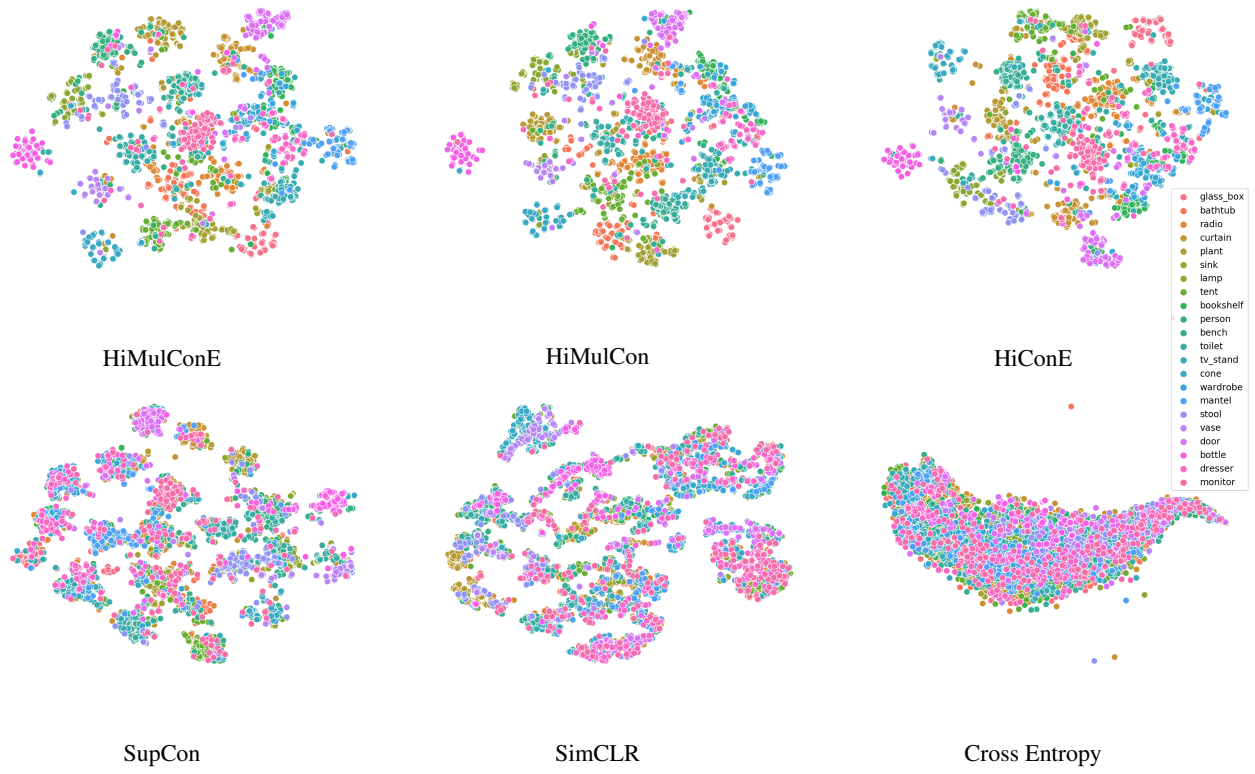 glass_box
bathtub
radio
curtain
plant
sink
lamp
tent
bookshelf
person
bench
toilet
tv_stand
cone
wardrobe
mantel
stool
vase
door
bottle
dresser
monitor
HiMulConE
HiMulCon
HiConE
SupCon
SimCLR
Cross Entropy